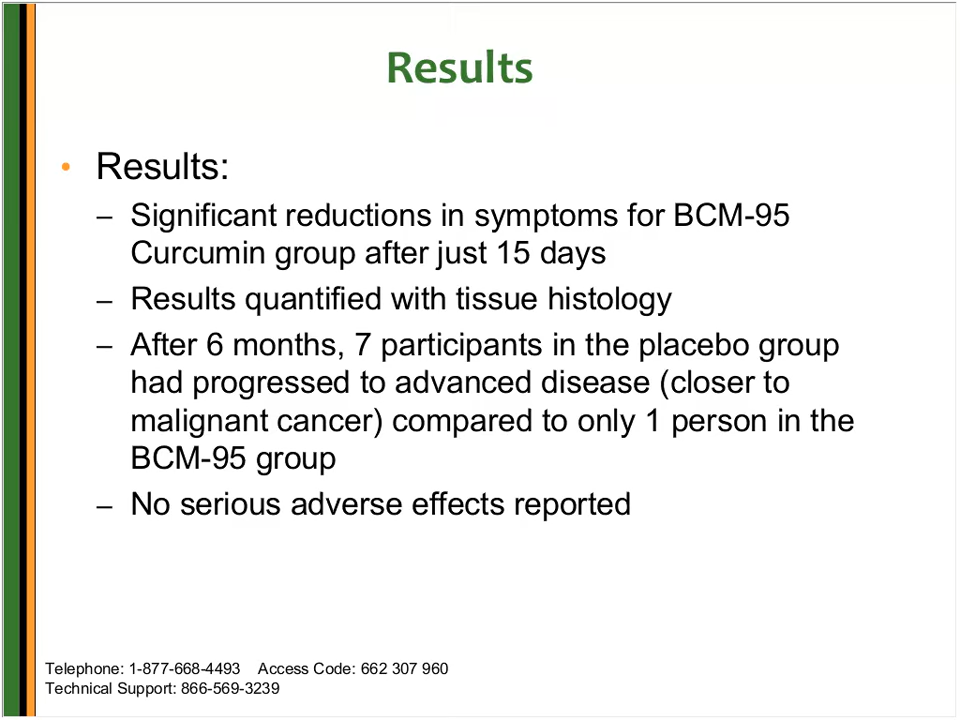 Results
• Results:
– Significant reductions in symptoms for BCM-95
Curcumin group after just 15 days
– Results quantified with tissue histology
– After 6 months, 7 participants in the placebo group
had progressed to advanced disease (closer to
malignant cancer) compared to only 1 person in the
BCM-95 group
– No serious adverse effects reported
Telephone: 1-877-668-4493 Access Code: 662 307 960
Technical Support: 866-569-3239